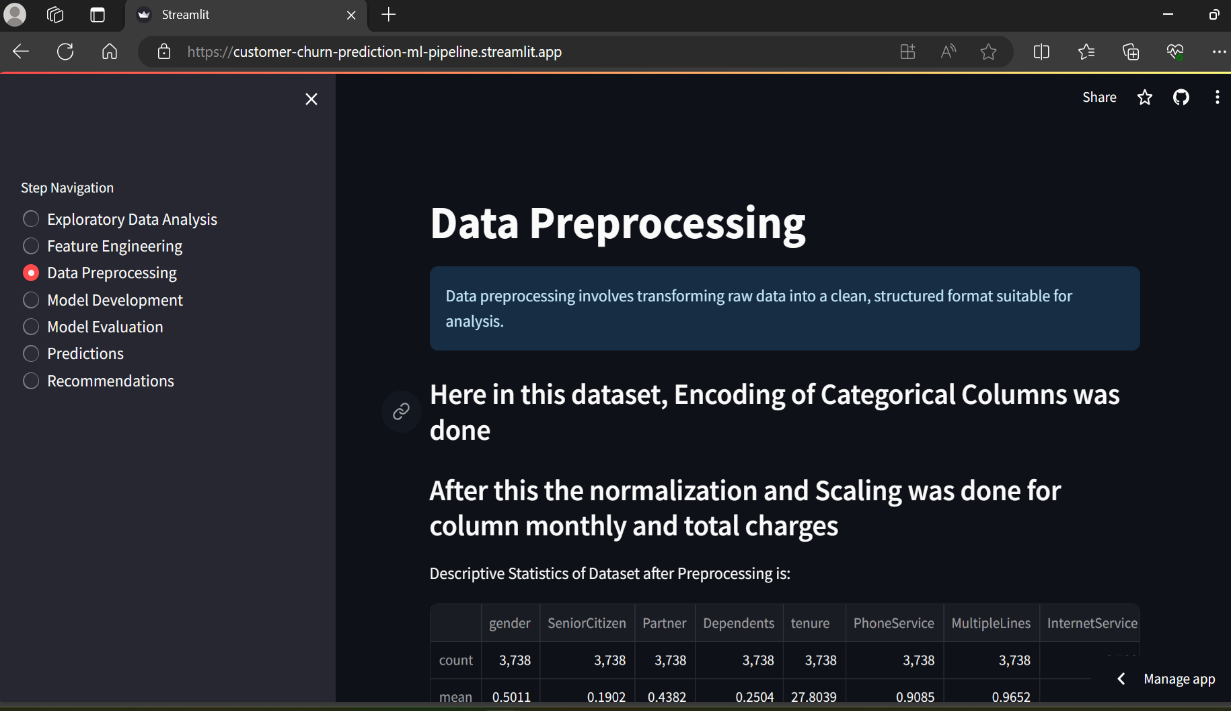 Streamlit
https://customer-churn-prediction-ml-pipeline.streamlit.app
Share
Step Navigation
Exploratory Data Analysis
Feature Engineering
Data Preprocessing
Model Development
Model Evaluation
Predictions
Recommendations
Data Preprocessing
Data preprocessing involves transforming raw data into a clean, structured format suitable for
analysis.
Here in this dataset, Encoding of Categorical Columns was
done
After this the normalization and Scaling was done for
column monthly and total charges
Descriptive Statistics of Dataset after Preprocessing is:
gender SeniorCitizen Partner Dependents tenure PhoneService MultipleLines InternetService
count 3,738 3,738 3,738 3,738 3,738 3,738 3,738
mean 0.5011 0.1902 0.4382 0.2504 27.8039 0.9085 0.9652
Manage app